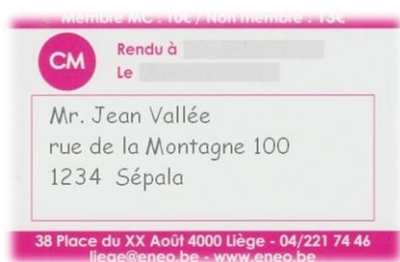 Membre MC : 10€ / Non membre : 13€
CM
Rendu à
Le
Mr. Jean Vallée
rue de la Montagne 100
1234 Sépala
38 Place du XX Août 4000 Liège - 04/221 74 46
liege@eneo.be - www.eneo.be